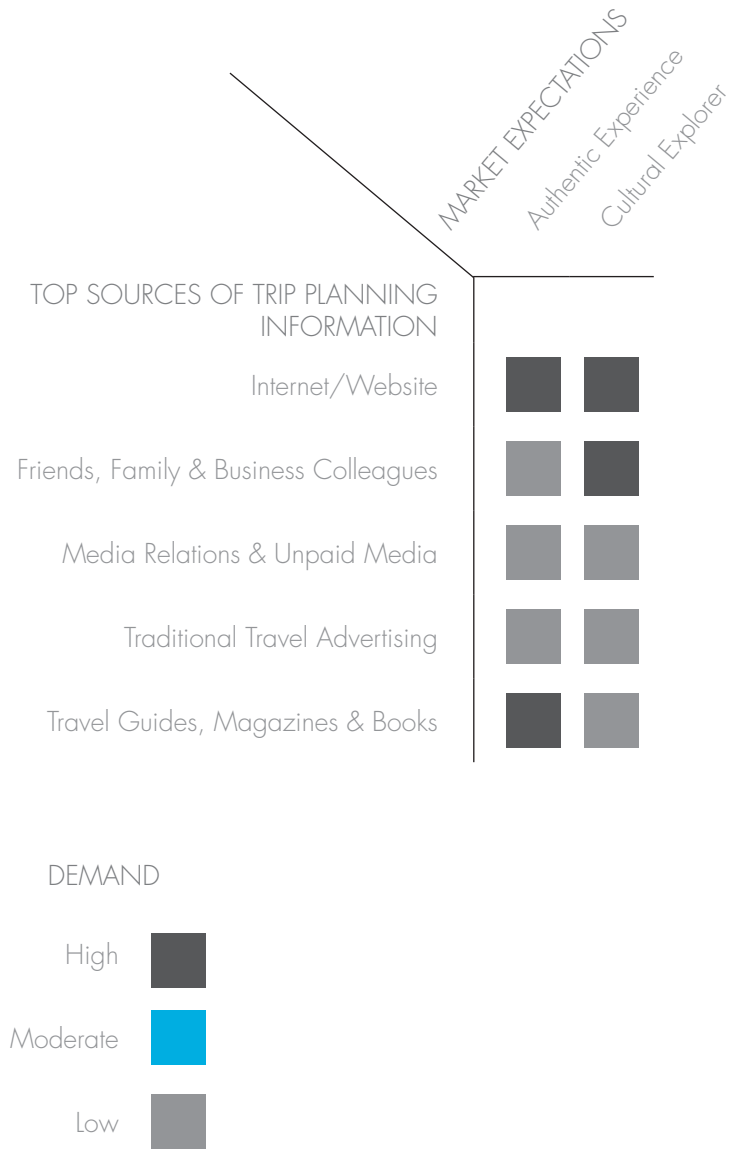 MARKET EXPECTATIONS
Authentic Experience
Cultural Explorer
TOP SOURCES OF TRIP PLANNING
INFORMATION
Internet/Website
Friends, Family & Business Colleagues
Media Relations & Unpaid Media
Traditional Travel Advertising
Travel Guides, Magazines & Books
DEMAND
High
Moderate
Low